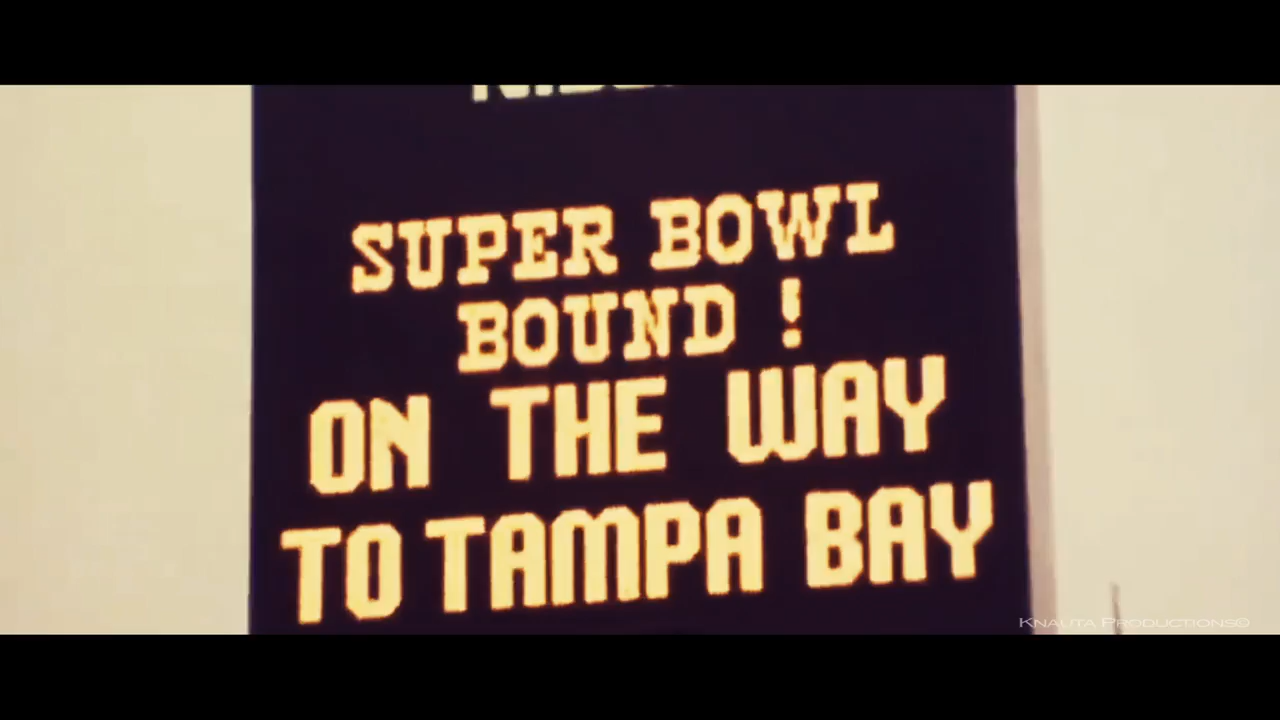 SUPER BOWL
BOUND !
ON THE WAY
TO TAMPA BAY
KNAUTA PRODUCTIONS©